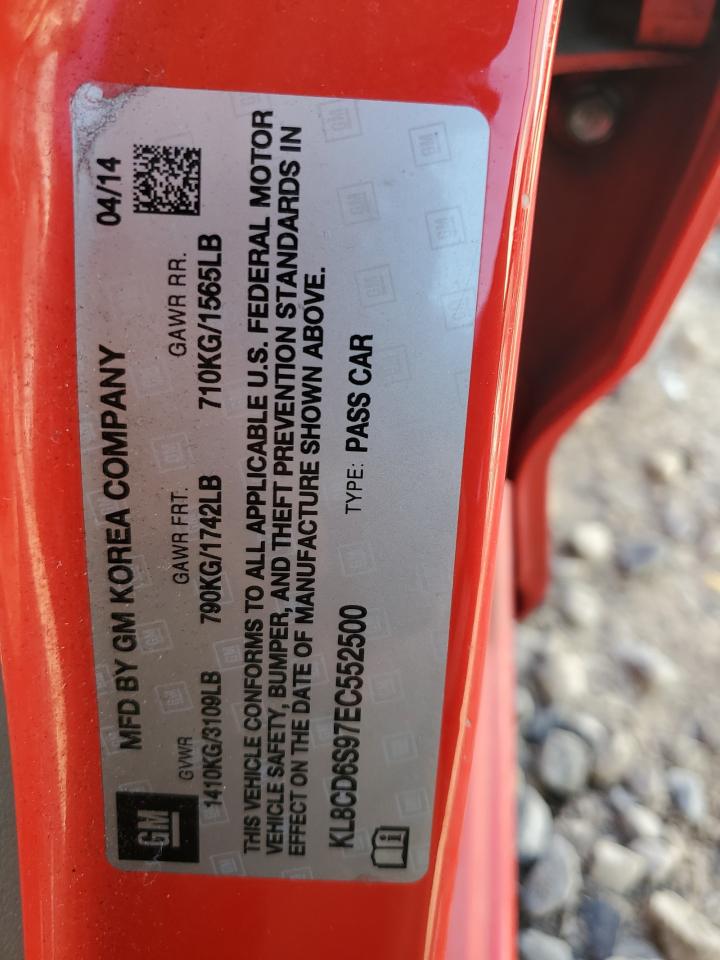 GM
MFD BY GM KOREA COMPANY 04/14
GVWR GAWR FRT. GAWR RR.
1410KG/3109LB 790KG/1742LB 710KG/1565LB
THIS VEHICLE CONFORMS TO ALL APPLICABLE U.S. FEDERAL MOTOR
VEHICLE SAFETY, BUMPER, AND THEFT PREVENTION STANDARDS IN
EFFECT ON THE DATE OF MANUFACTURE SHOWN ABOVE.
KL8CD6S97EC552500 TYPE: PASS CAR